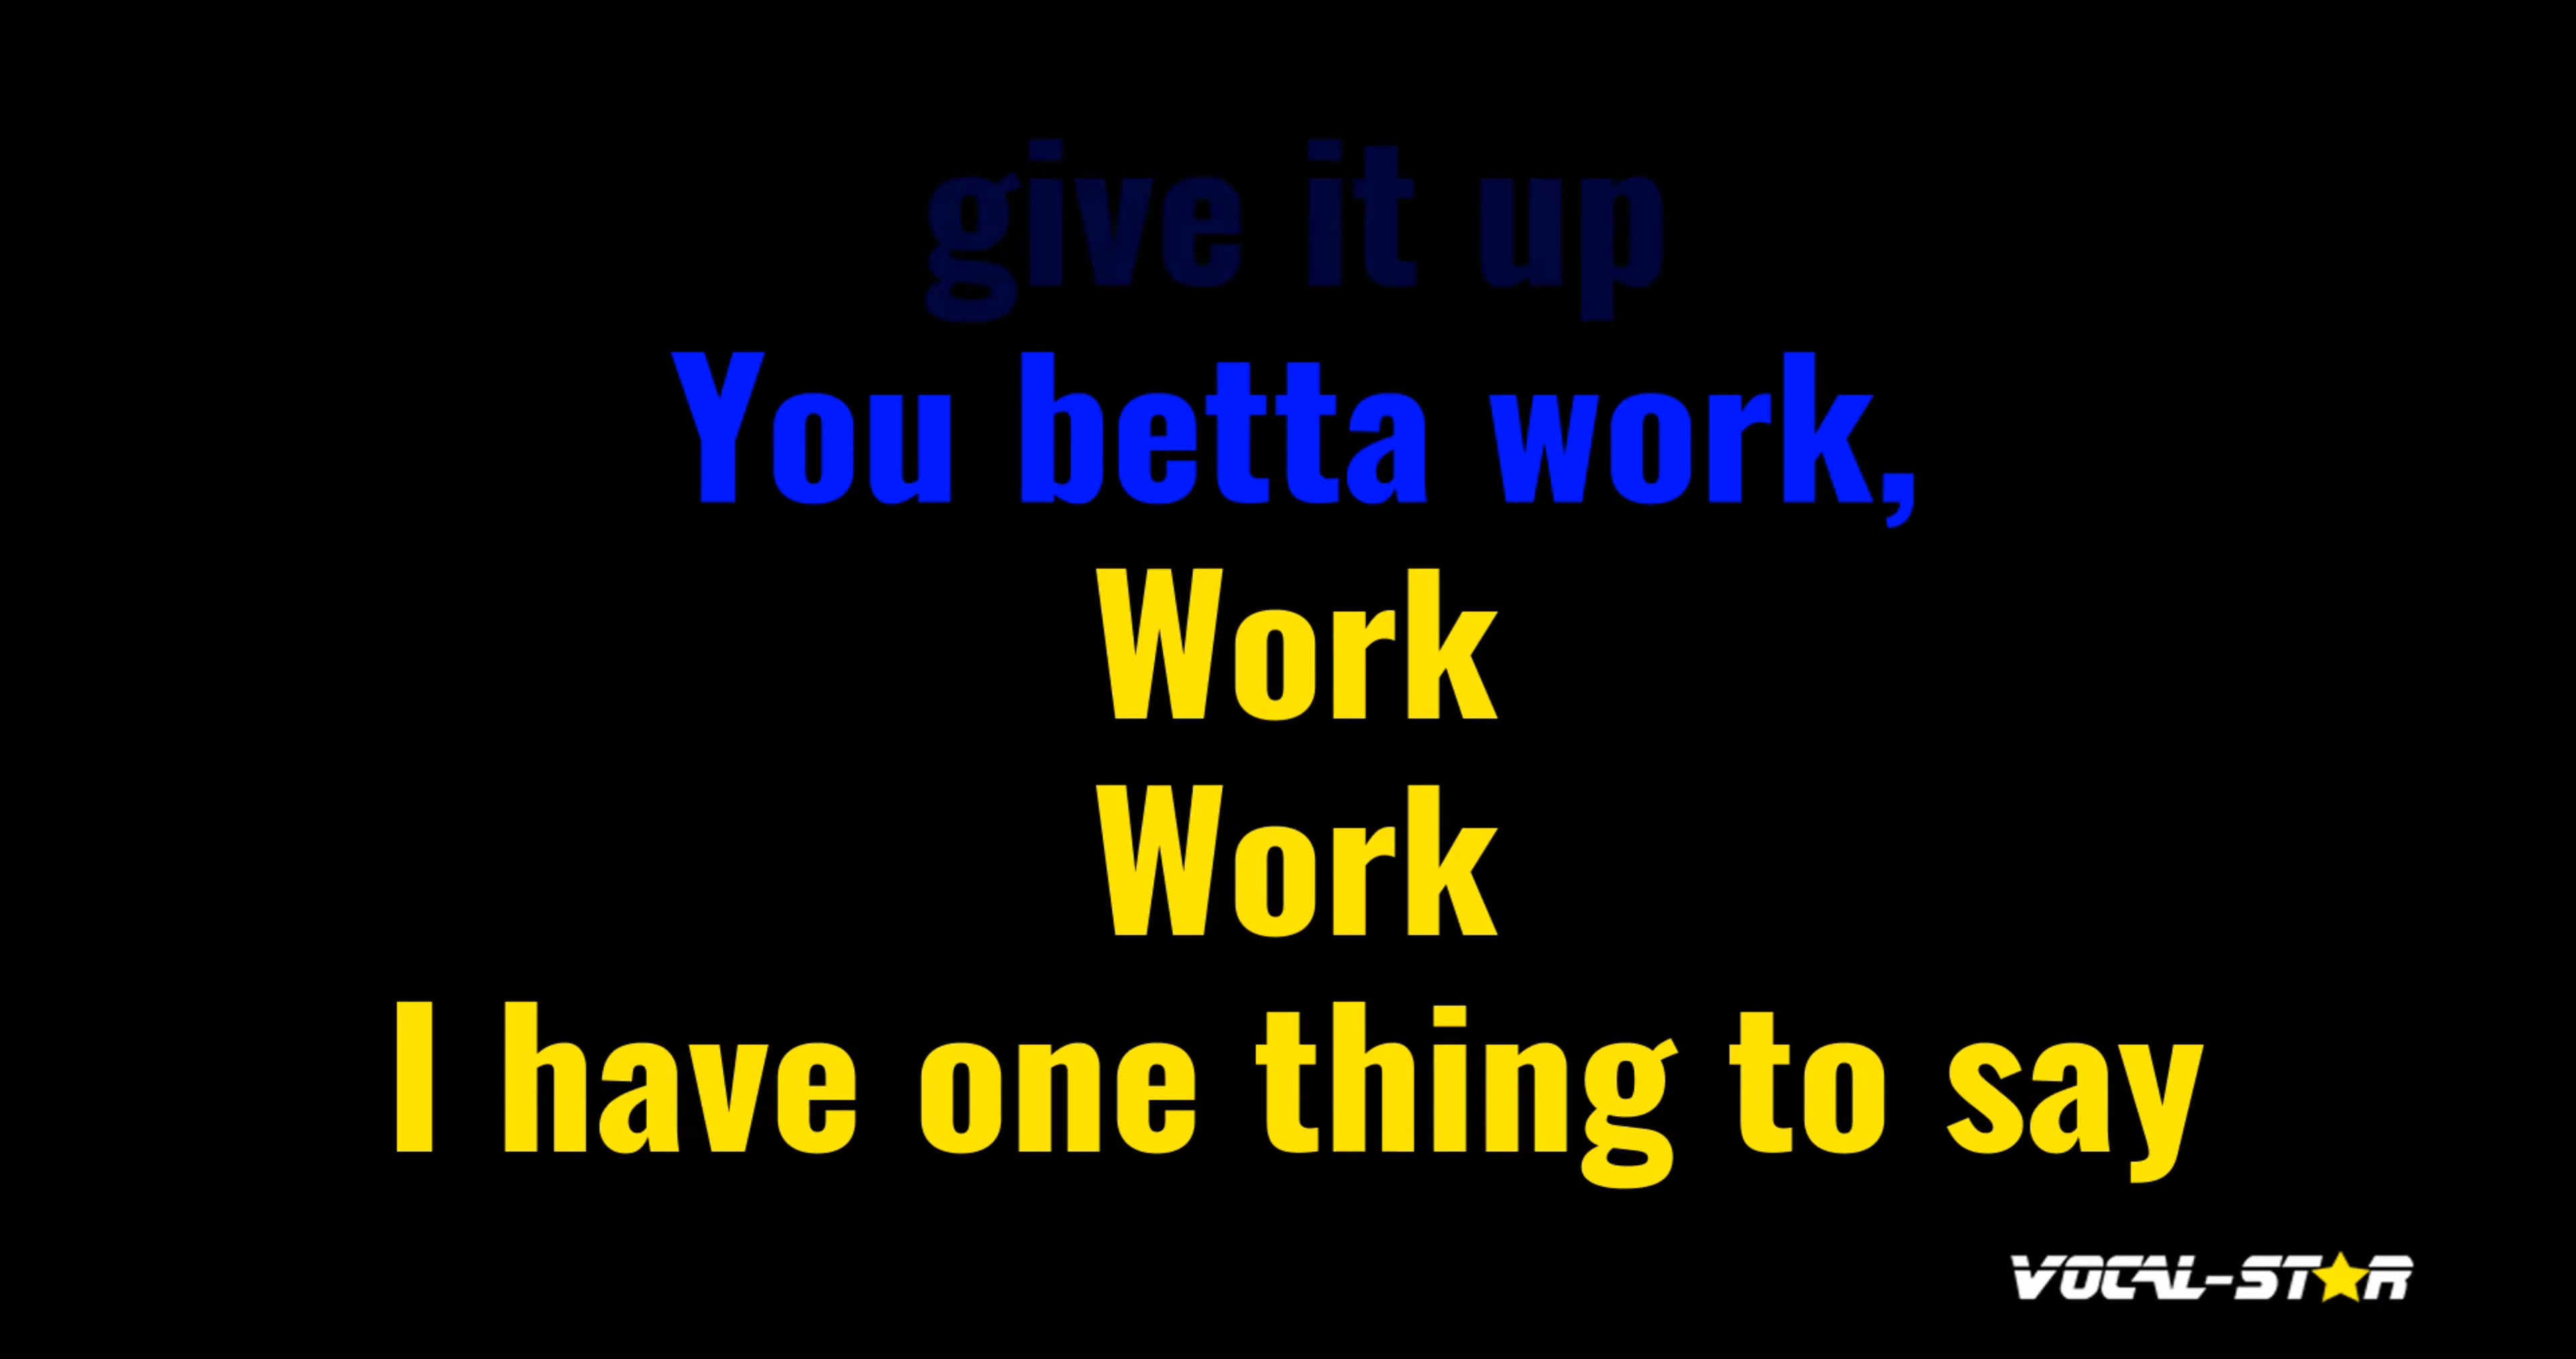 give it up
You betta work,
Work
Work
I have one thing to say
VOCAL-STAR